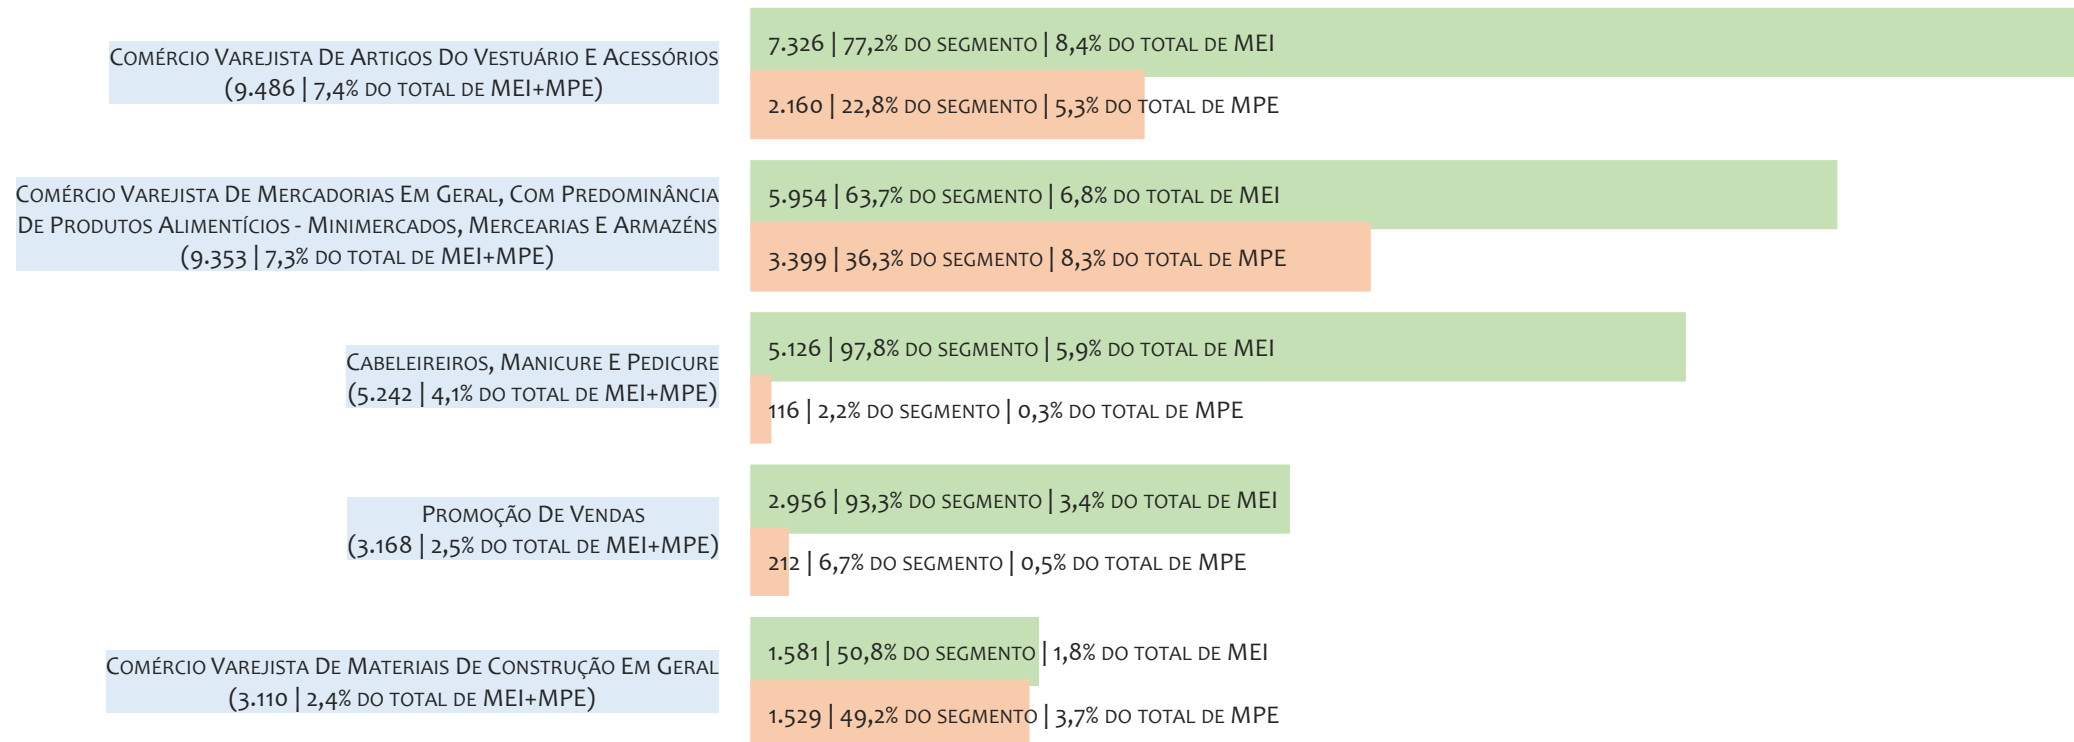 Comércio Varejista De Artigos Do Vestuário E Acessórios
(9.486 | 7,4% do total de MEI+MPE)
7.326 | 77,2% do segmento | 8,4% do total de MEI
2.160 | 22,8% do segmento | 5,3% do total de MPE
Comércio Varejista De Mercadorias Em Geral, Com Predominância
De Produtos Alimentícios - Minimercados, Mercearias E Armazéns
(9.353 | 7,3% do total de MEI+MPE)
5.954 | 63,7% do segmento | 6,8% do total de MEI
3.399 | 36,3% do segmento | 8,3% do total de MPE
Cabeleireiros, Manicure E Pedicure
(5.242 | 4,1% do total de MEI+MPE)
5.126 | 97,8% do segmento | 5,9% do total de MEI
116 | 2,2% do segmento | 0,3% do total de MPE
Promoção De Vendas
(3.168 | 2,5% do total de MEI+MPE)
2.956 | 93,3% do segmento | 3,4% do total de MEI
212 | 6,7% do segmento | 0,5% do total de MPE
Comércio Varejista De Materiais De Construção Em Geral
(3.110 | 2,4% do total de MEI+MPE)
1.581 | 50,8% do segmento | 1,8% do total de MEI
1.529 | 49,2% do segmento | 3,7% do total de MPE